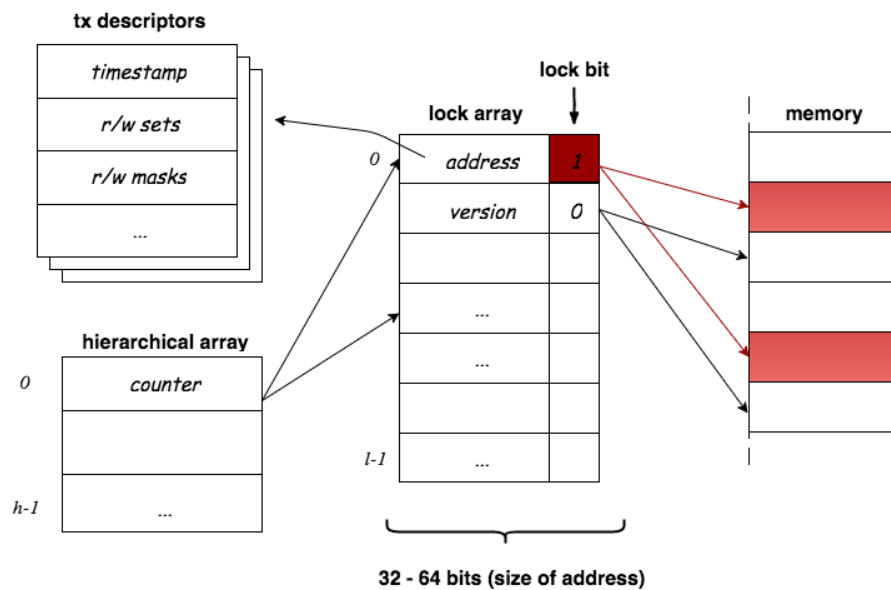 tx descriptors
timestamp
r/w sets
r/w masks
...
hierarchical array
0
counter
h-1
...
lock bit
lock array
0
address 1
version 0
...
...
l-1
...
32 - 64 bits (size of address)
memory